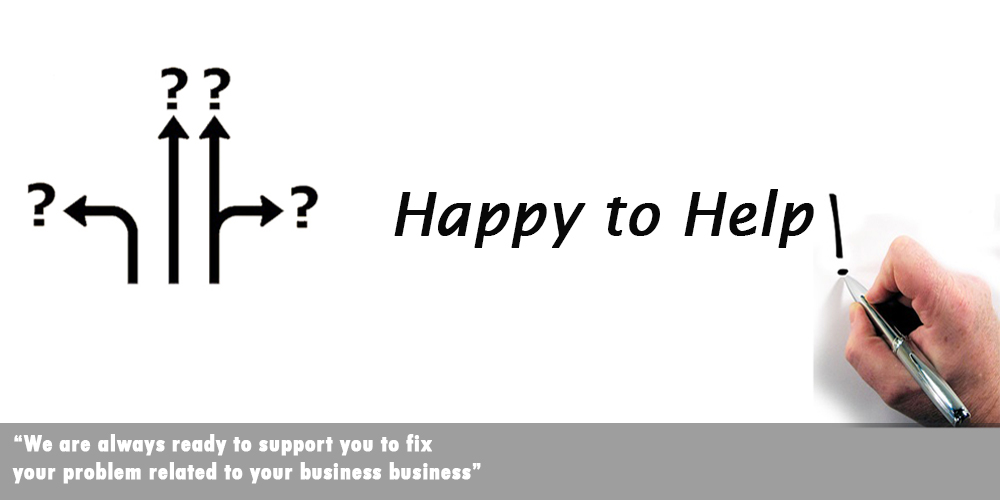 ? ?
? ?
Happy to Help!
“We are always ready to support you to fix
your problem related to your business business”